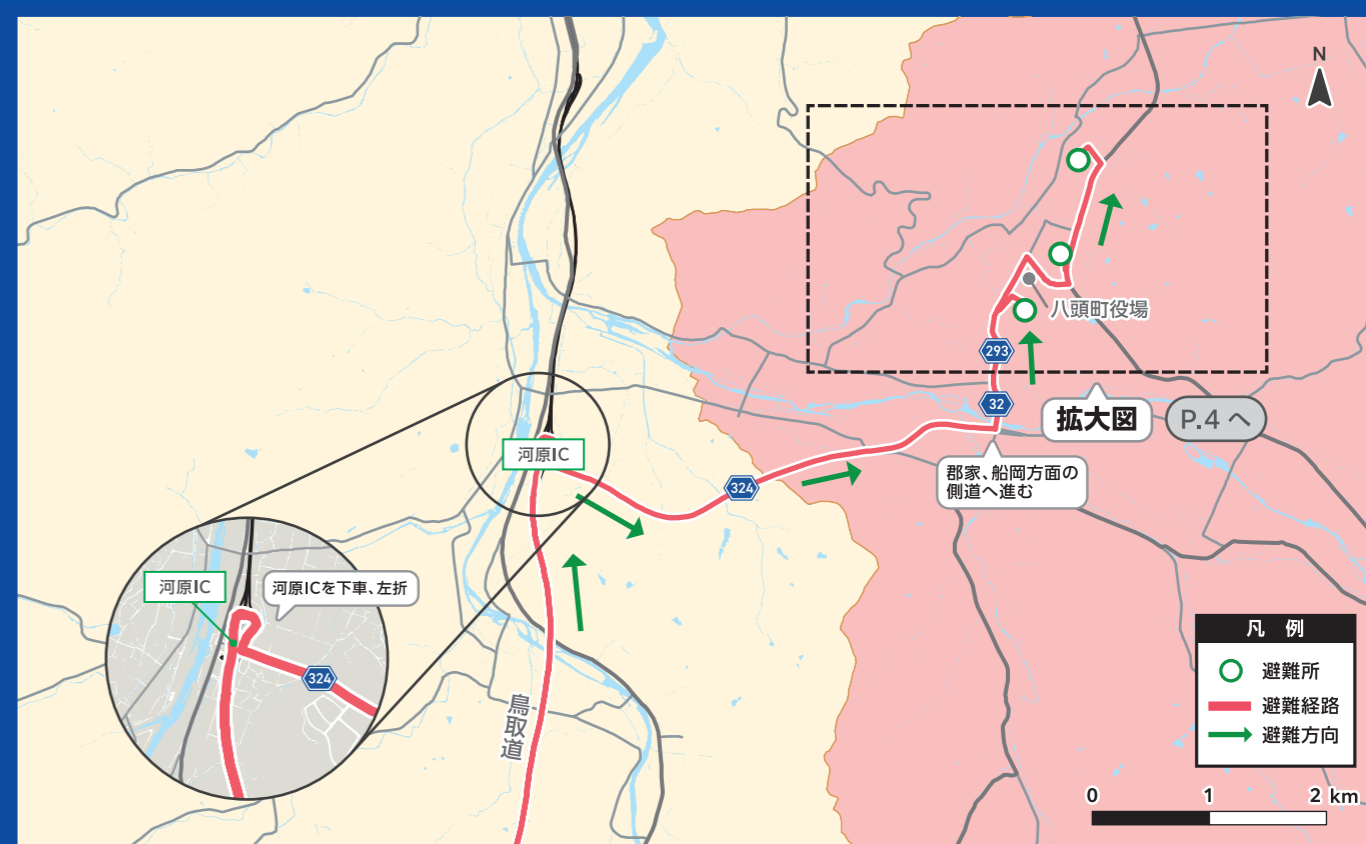 N
八頭町役場
293
32
拡大図
P.4 へ
河原IC
324
郡家、船岡方面の
側道へ進む
河原IC
河原ICを下車、左折
324
鳥取道
凡 例
避難所
避難経路
避難方向
0 1 2 km